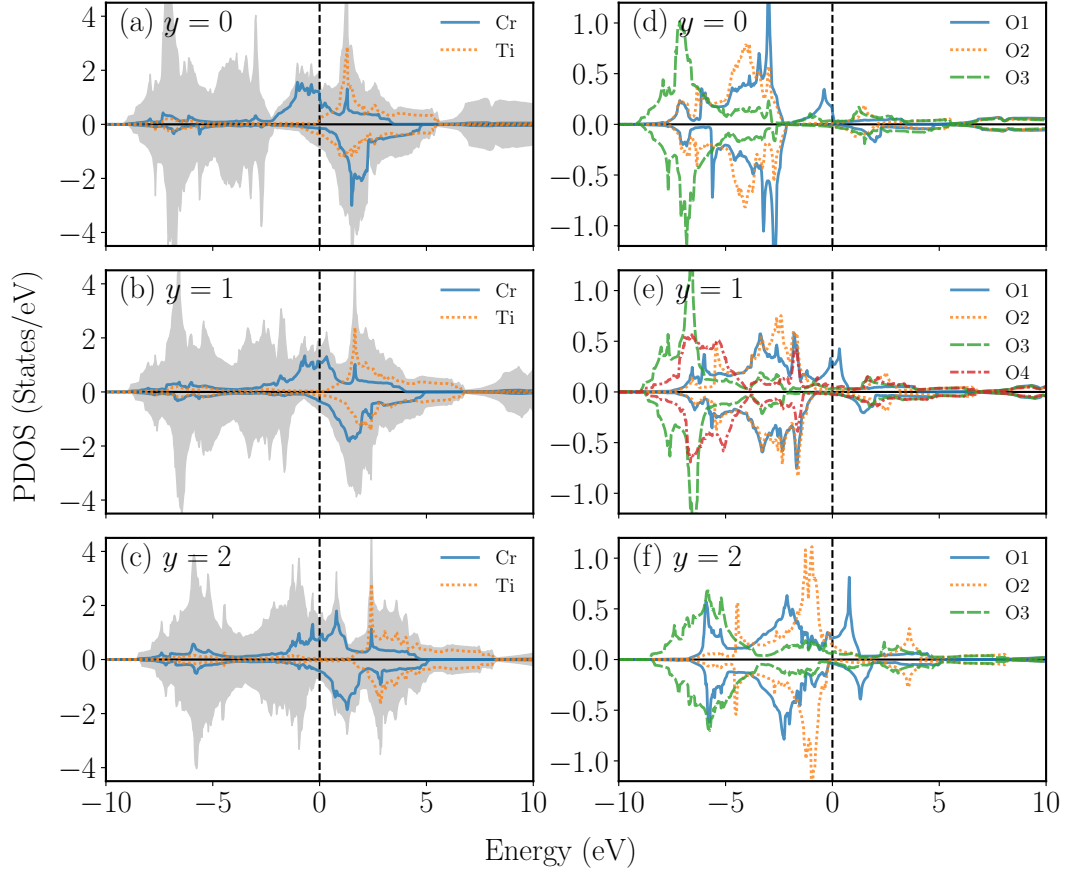 PDOS (States/eV)
(a) y = 0
Cr
Ti
4
2
0
−2
−4
(d) y = 0
O1
O2
O3
1.0
0.5
0.0
−0.5
−1.0
(b) y = 1
Cr
Ti
4
2
0
−2
−4
(e) y = 1
O1
O2
O3
O4
1.0
0.5
0.0
−0.5
−1.0
(c) y = 2
Cr
Ti
4
2
0
−2
−4
−10 −5 0 5 10
(f) y = 2
O1
O2
O3
1.0
0.5
0.0
−0.5
−1.0
−10 −5 0 5 10
Energy (eV)